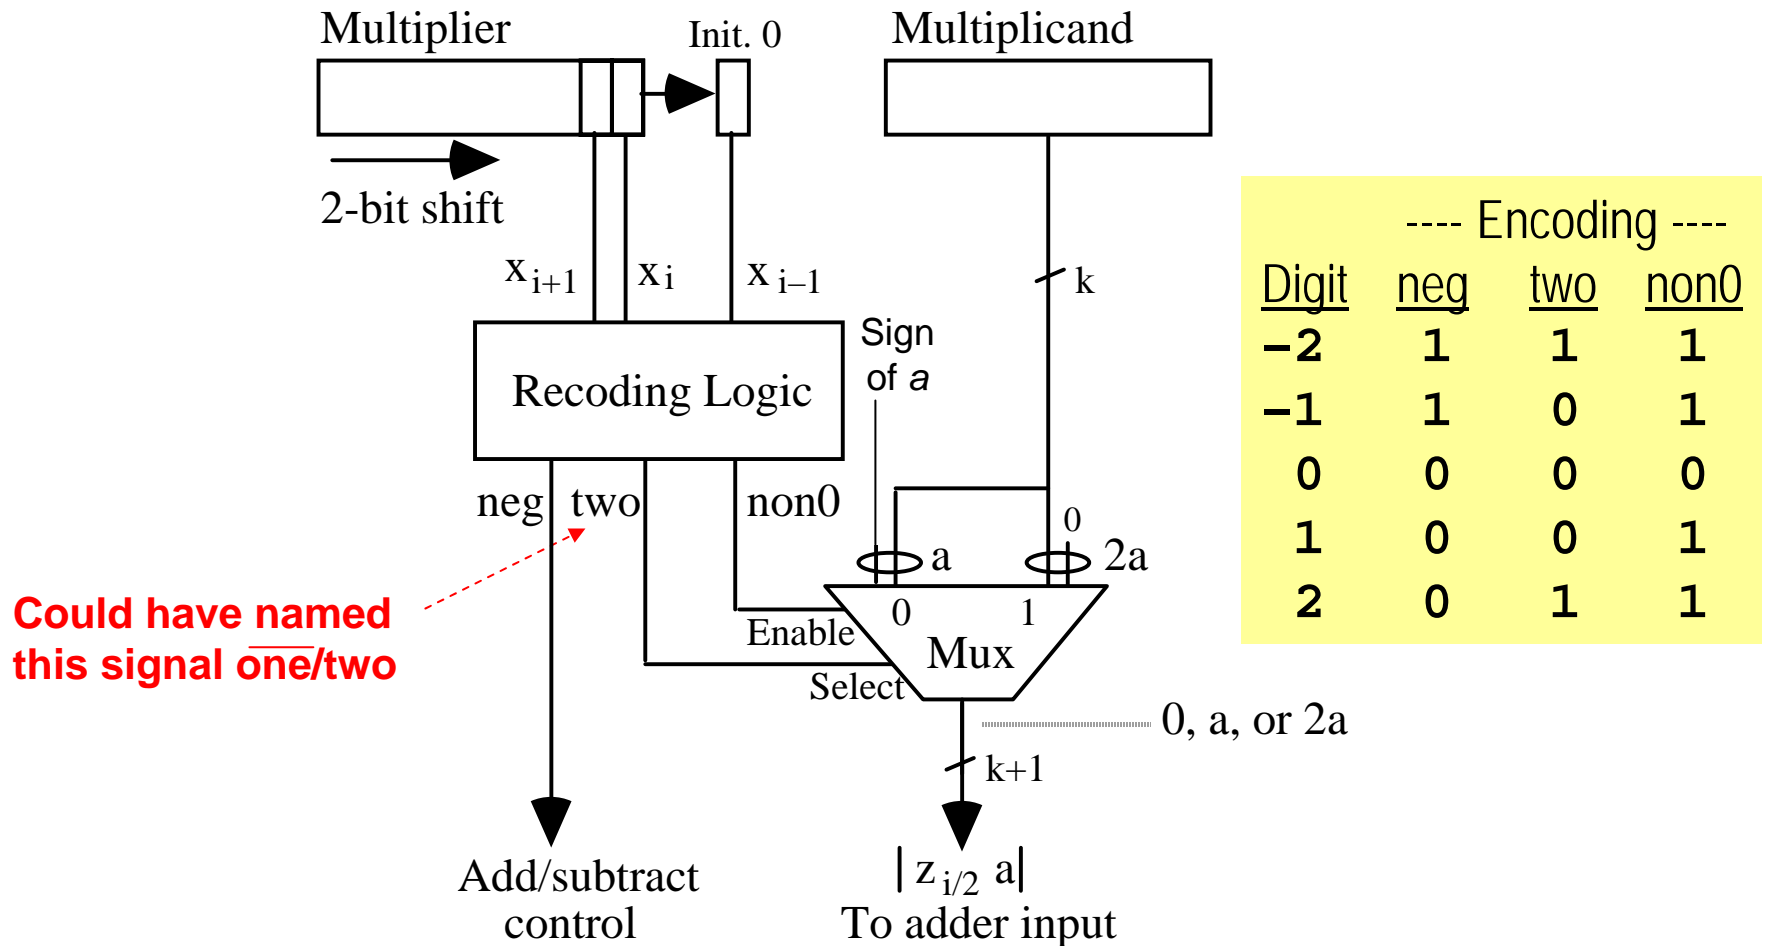 Multiplier
Init. 0
Multiplicand
2-bit shift
x i+1
x i
x i–1
k
---- Encoding ----
Digit neg two non0
−2 1 1 1
−1 1 0 1
0 0 0 0
1 0 0 1
2 0 1 1
Sign
of a
Recoding Logic
neg
two
non0
0
a
2a
0
1
Enable
Mux
Select
Could have named
this signal o̅n̅e̅/two
0, a, or 2a
k+1
Add/subtract
control
| z i/2 a|
To adder input